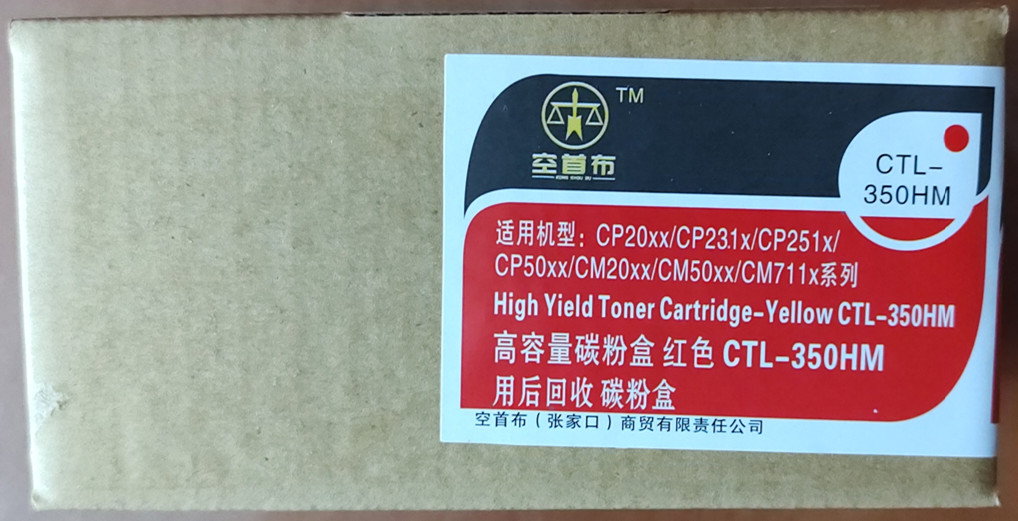 TM
空首布
KONG SHOU BU
CTL-
350HM
适用机型：CP20xx/CP231x/CP251x/
CP50xx/CM20xx/CM50xx/CM711x系列
High Yield Toner Cartridge-Yellow CTL-350HM
高容量碳粉盒 红色 CTL-350HM
用后回收 碳粉盒
空首布（张家口）商贸有限责任公司